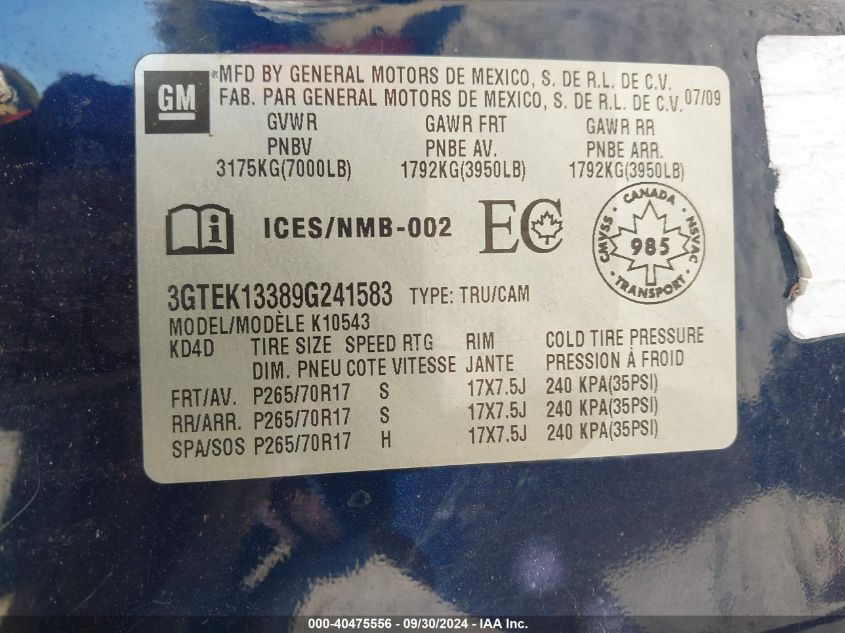 GM
MFD BY GENERAL MOTORS DE MEXICO, S. DE R.L. DE C.V.
FAB. PAR GENERAL MOTORS DE MEXICO, S. DE R.L. DE C.V. 07/09
GVWR GAWR FRT GAWR RR
PNBV PNBE AV. PNBE ARR.
3175KG(7000LB) 1792KG(3950LB) 1792KG(3950LB)
i ICES/NMB-002 EC
CANADA
CMVSS 985 NSVAC
TRANSPORT
3GTEK13389G241583 TYPE: TRU/CAM
MODEL/MODÈLE K10543
KD4D TIRE SIZE SPEED RTG RIM COLD TIRE PRESSURE
DIM. PNEU COTE VITESSE JANTE PRESSION À FROID
FRT/AV. P265/70R17 S 17X7.5J 240 KPA(35PSI)
RR/ARR. P265/70R17 S 17X7.5J 240 KPA(35PSI)
SPA/SOS P265/70R17 H 17X7.5J 240 KPA(35PSI)
000-40475556 - 09/30/2024 - IAA Inc.